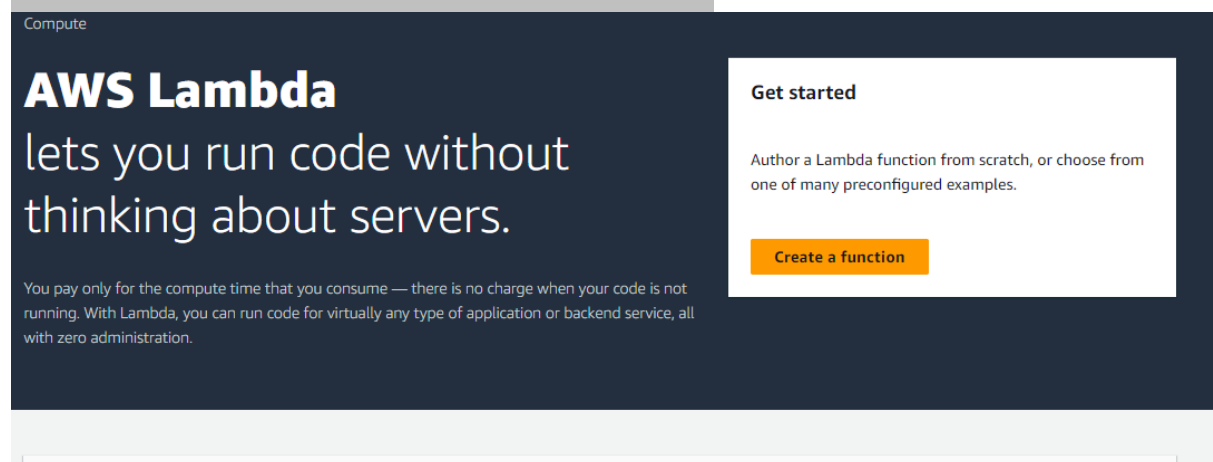 Compute
AWS Lambda
lets you run code without
thinking about servers.
You pay only for the compute time that you consume — there is no charge when your code is not
running. With Lambda, you can run code for virtually any type of application or backend service, all
with zero administration.
Get started
Author a Lambda function from scratch, or choose from
one of many preconfigured examples.
Create a function